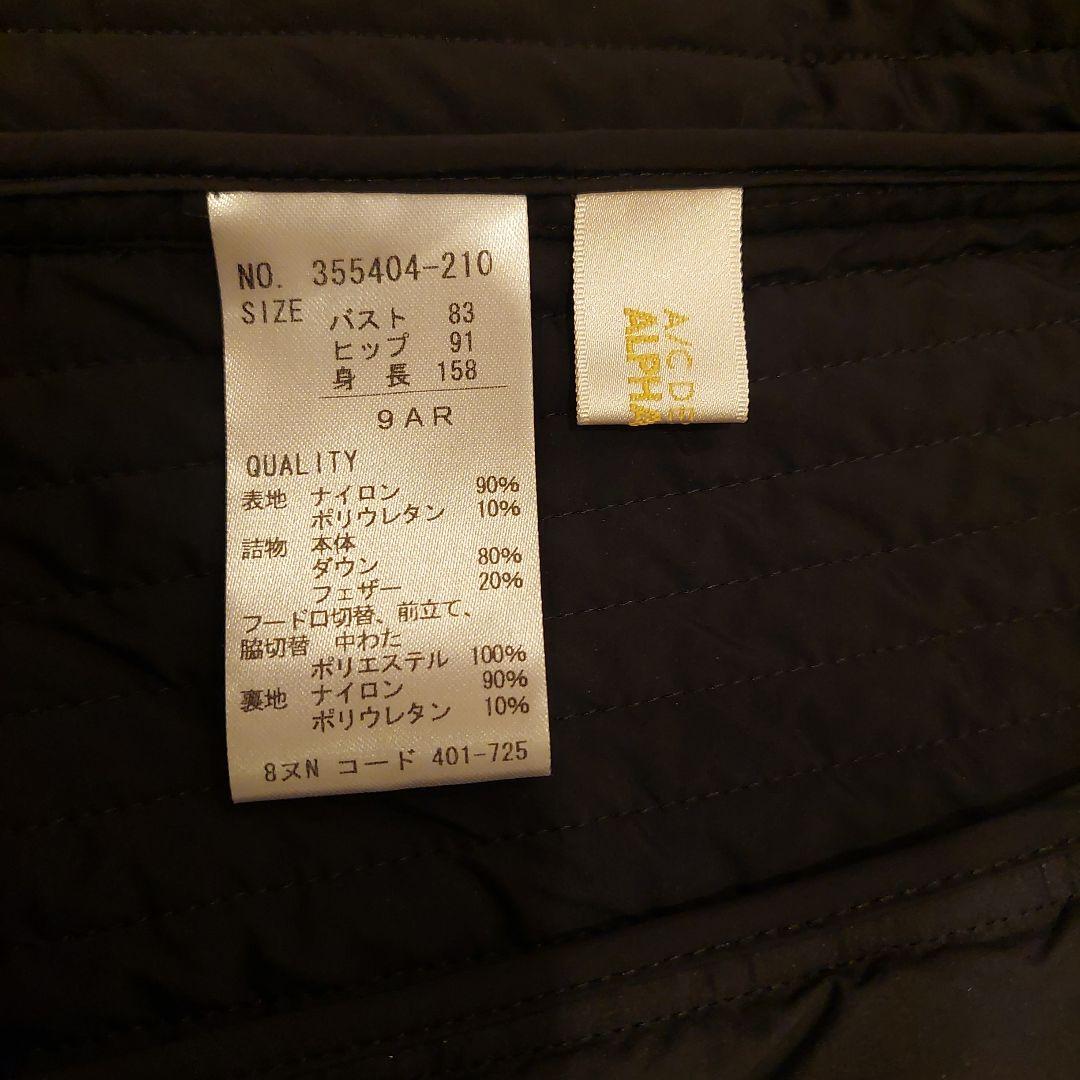 NO. 355404-210
SIZE バスト 83
ヒップ 91
身 長 158
9AR
QUALITY
表地 ナイロン 90%
ポリウレタン 10%
詰物 本体
ダウン 80%
フェザー 20%
フード口切替、前立て、
脇切替 中わた
ポリエステル 100%
裏地 ナイロン 90%
ポリウレタン 10%
8ヌN コード 401-725
A/C DE
ALPHA